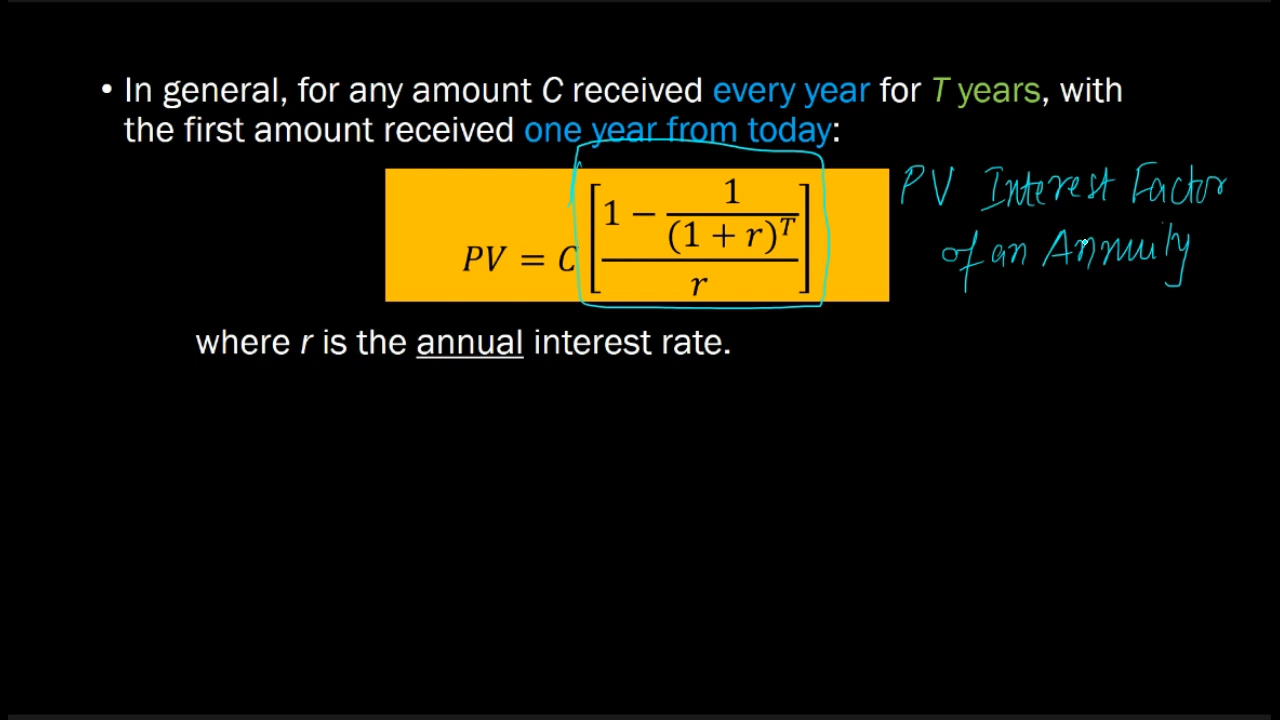 • In general, for any amount C received every year for T years, with
the first amount received one year from today:
PV = C [ (1 − 1/(1 + r)^T) / r ]
PV Interest Factor
of an Annuity
where r is the annual interest rate.